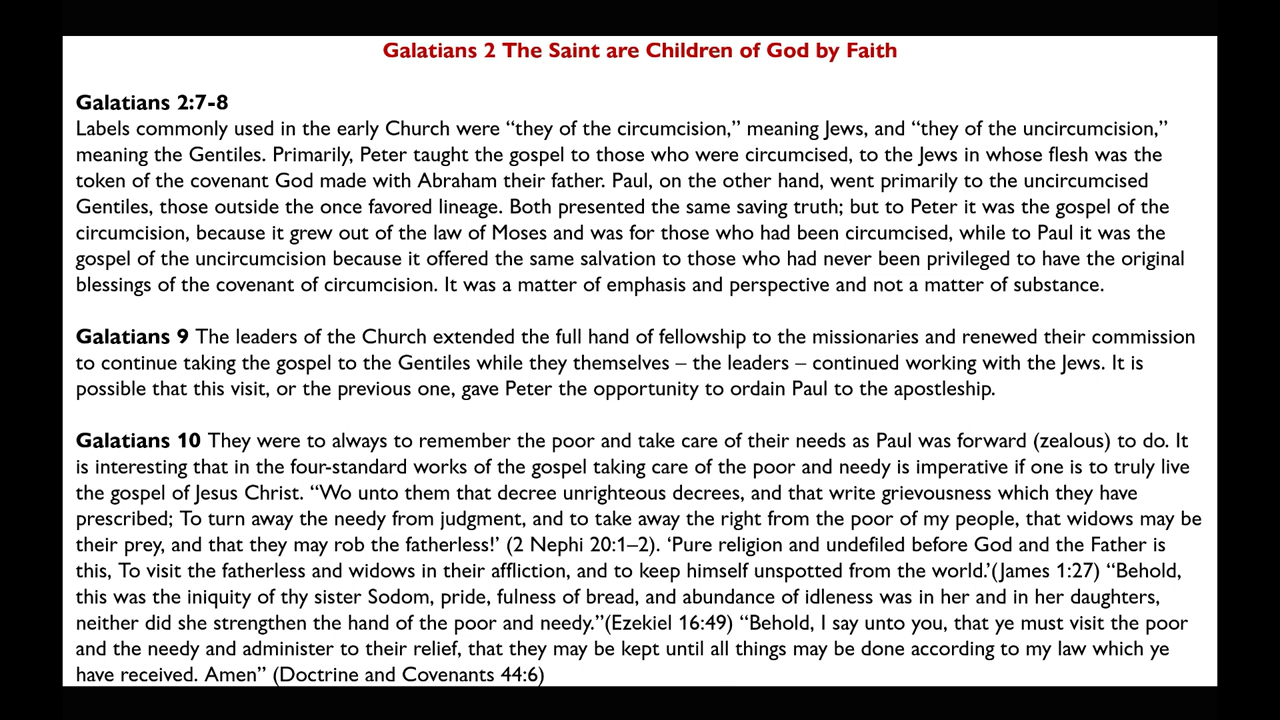 Galatians 2 The Saint are Children of God by Faith
Galatians 2:7-8
Labels commonly used in the early Church were “they of the circumcision,” meaning Jews, and “they of the uncircumcision,”
meaning the Gentiles. Primarily, Peter taught the gospel to those who were circumcised, to the Jews in whose flesh was the
token of the covenant God made with Abraham their father. Paul, on the other hand, went primarily to the uncircumcised
Gentiles, those outside the once favored lineage. Both presented the same saving truth; but to Peter it was the gospel of the
circumcision, because it grew out of the law of Moses and was for those who had been circumcised, while to Paul it was the
gospel of the uncircumcision because it offered the same salvation to those who had never been privileged to have the original
blessings of the covenant of circumcision. It was a matter of emphasis and perspective and not a matter of substance.
Galatians 9 The leaders of the Church extended the full hand of fellowship to the missionaries and renewed their commission
to continue taking the gospel to the Gentiles while they themselves – the leaders – continued working with the Jews. It is
possible that this visit, or the previous one, gave Peter the opportunity to ordain Paul to the apostleship.
Galatians 10 They were to always to remember the poor and take care of their needs as Paul was forward (zealous) to do. It
is interesting that in the four-standard works of the gospel taking care of the poor and needy is imperative if one is to truly live
the gospel of Jesus Christ. “Wo unto them that decree unrighteous decrees, and that write grievousness which they have
prescribed; To turn away the needy from judgment, and to take away the right from the poor of my people, that widows may be
their prey, and that they may rob the fatherless!’ (2 Nephi 20:1–2). ‘Pure religion and undefiled before God and the Father is
this, To visit the fatherless and widows in their affliction, and to keep himself unspotted from the world.’(James 1:27) “Behold,
this was the iniquity of thy sister Sodom, pride, fulness of bread, and abundance of idleness was in her and in her daughters,
neither did she strengthen the hand of the poor and needy.”(Ezekiel 16:49) “Behold, I say unto you, that ye must visit the poor
and the needy and administer to their relief, that they may be kept until all things may be done according to my law which ye
have received. Amen” (Doctrine and Covenants 44:6)